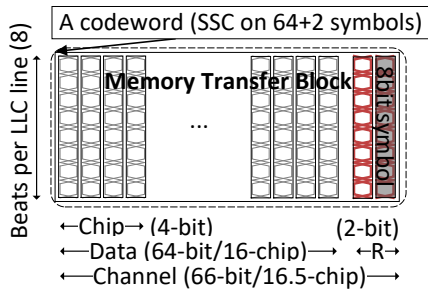 A codeword (SSC on 64+2 symbols)
Beats per LLC line (8)
Memory Transfer Block
...
8bit symbol
Chip (4-bit) (2-bit)
Data (64-bit/16-chip) R
Channel (66-bit/16.5-chip)